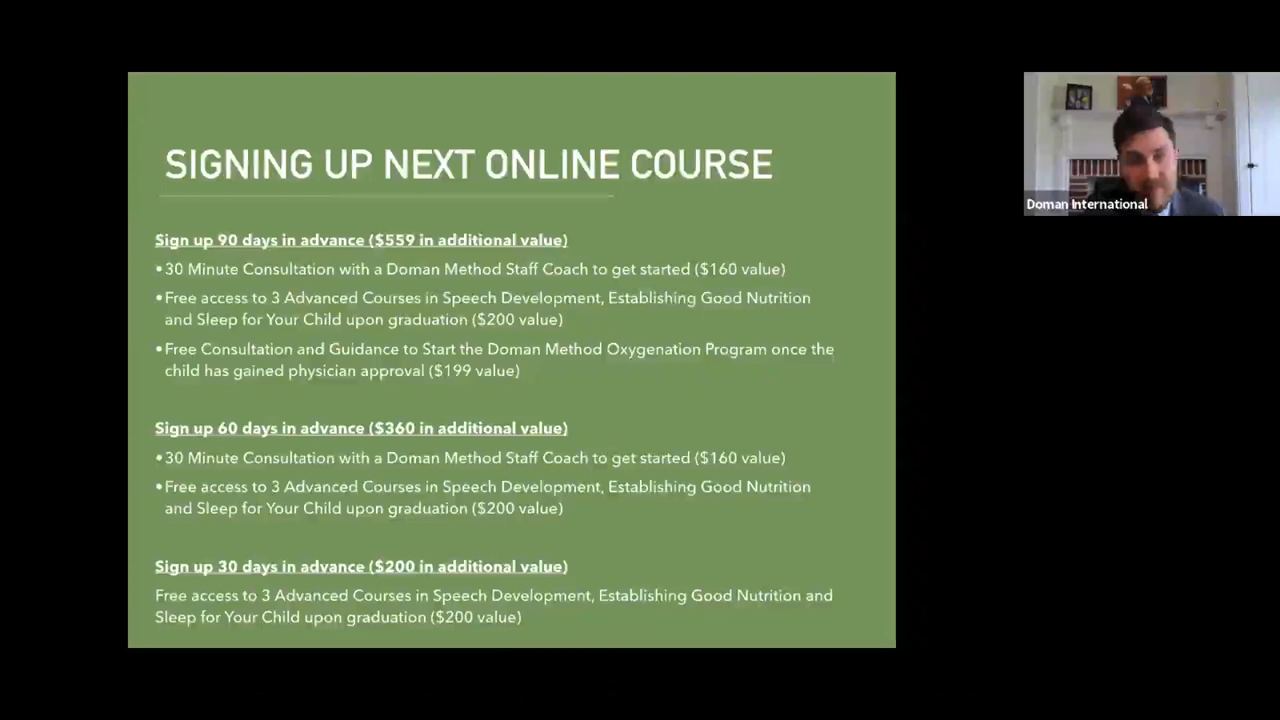 SIGNING UP NEXT ONLINE COURSE
Sign up 90 days in advance ($559 in additional value)
•30 Minute Consultation with a Doman Method Staff Coach to get started ($160 value)
•Free access to 3 Advanced Courses in Speech Development, Establishing Good Nutrition
and Sleep for Your Child upon graduation ($200 value)
•Free Consultation and Guidance to Start the Doman Method Oxygenation Program once the
child has gained physician approval ($199 value)
Sign up 60 days in advance ($360 in additional value)
•30 Minute Consultation with a Doman Method Staff Coach to get started ($160 value)
•Free access to 3 Advanced Courses in Speech Development, Establishing Good Nutrition
and Sleep for Your Child upon graduation ($200 value)
Sign up 30 days in advance ($200 in additional value)
Free access to 3 Advanced Courses in Speech Development, Establishing Good Nutrition and
Sleep for Your Child upon graduation ($200 value)
Doman International